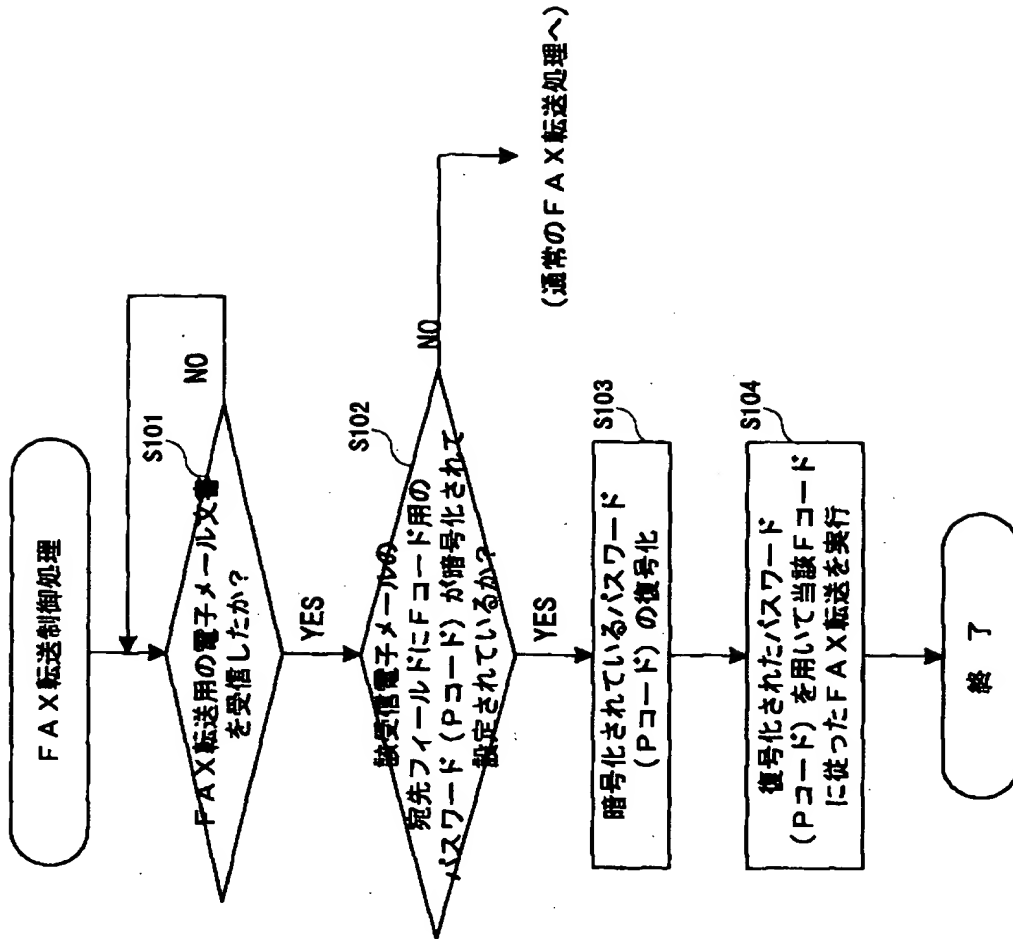 FAX転送制御処理
S101
FAX転送用の電子メール文書
を受信したか?
NO
YES
S102
該受信電子メールの
宛先フィールドにFコード用の
パスワード(Pコード)が暗号化されて
設定されているか?
NO
(通常のFAX転送処理へ)
YES
S103
暗号化されているパスワード
(Pコード)の復号化
S104
復号化されたパスワード
(Pコード)を用いて当該Fコード
に従ったFAX転送を実行
終 了